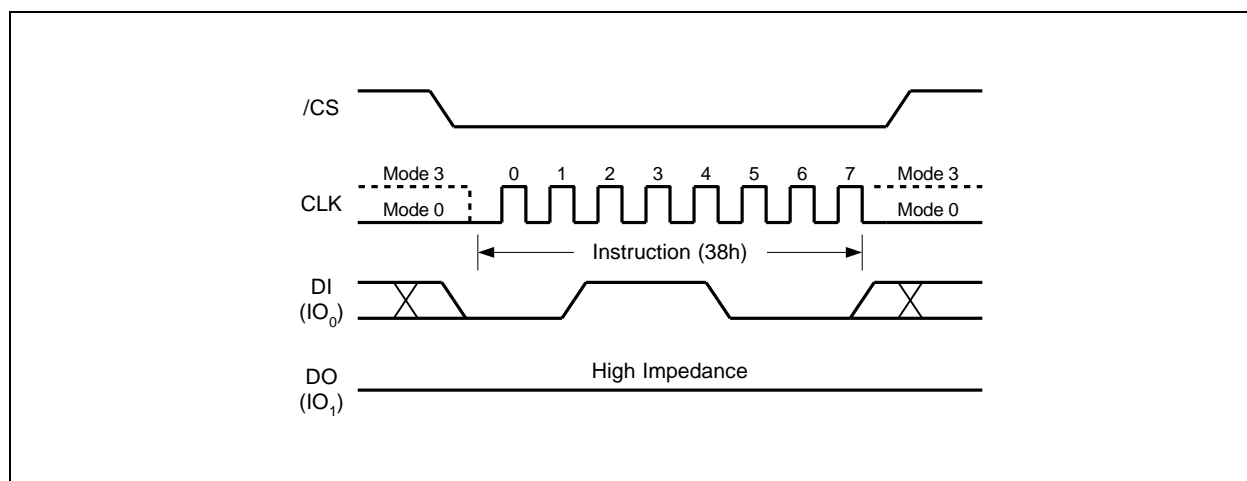 /CS
Mode 3 0 1 2 3 4 5 6 7 Mode 3
CLK
Mode 0 Mode 0
Instruction (38h)
DI
(IO0)
High Impedance
DO
(IO1)